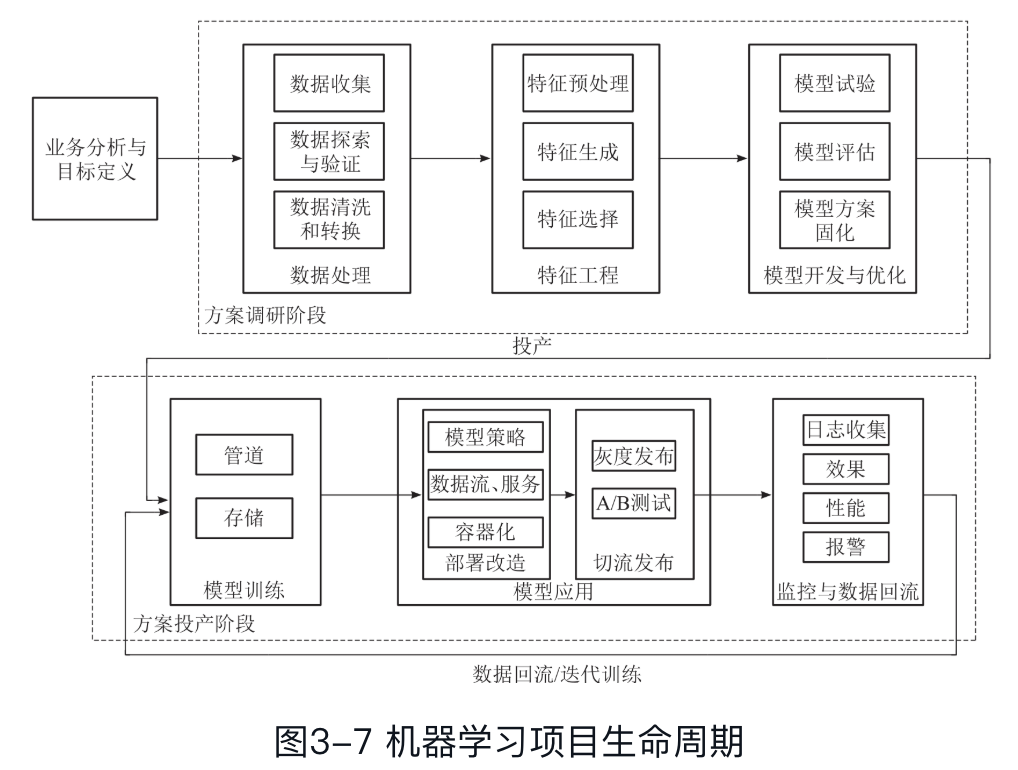 业务分析与
目标定义
数据收集
数据探索
与验证
数据清洗
和转换
数据处理
特征预处理
特征生成
特征选择
特征工程
模型试验
模型评估
模型方案
固化
模型开发与优化
方案调研阶段
投产
管道
存储
模型训练
模型策略
数据流、服务
容器化
部署改造
灰度发布
A/B测试
切流发布
模型应用
日志收集
效果
性能
报警
监控与数据回流
方案投产阶段
数据回流/迭代训练
图3-7 机器学习项目生命周期